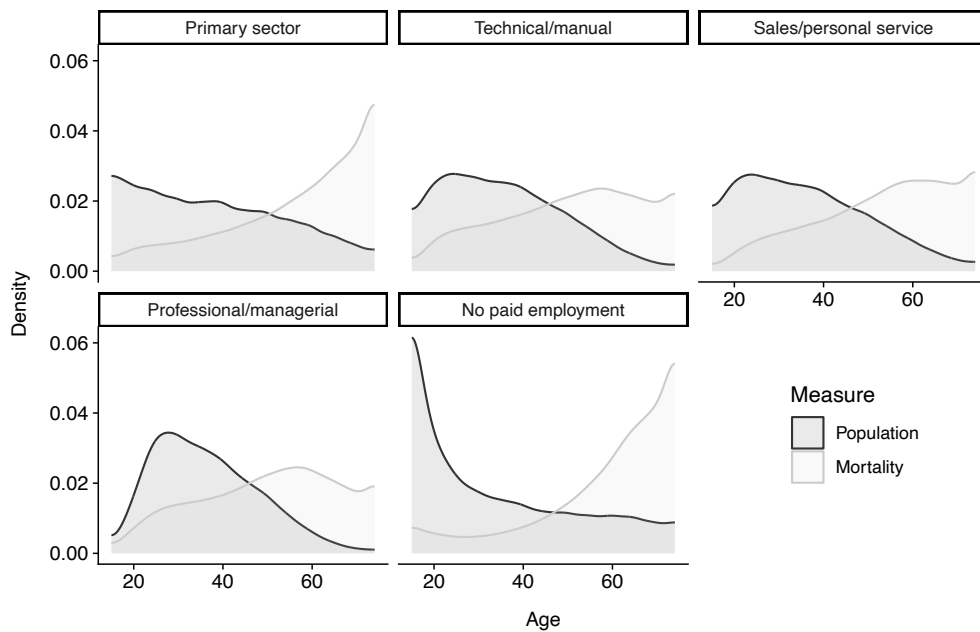 Primary sector
Technical/manual
Sales/personal service
0.06
0.04
0.02
0.00
20 40 60
Density
Professional/managerial
No paid employment
0.06
0.04
0.02
0.00
20 40 60
20 40 60
Age
Measure
Population
Mortality